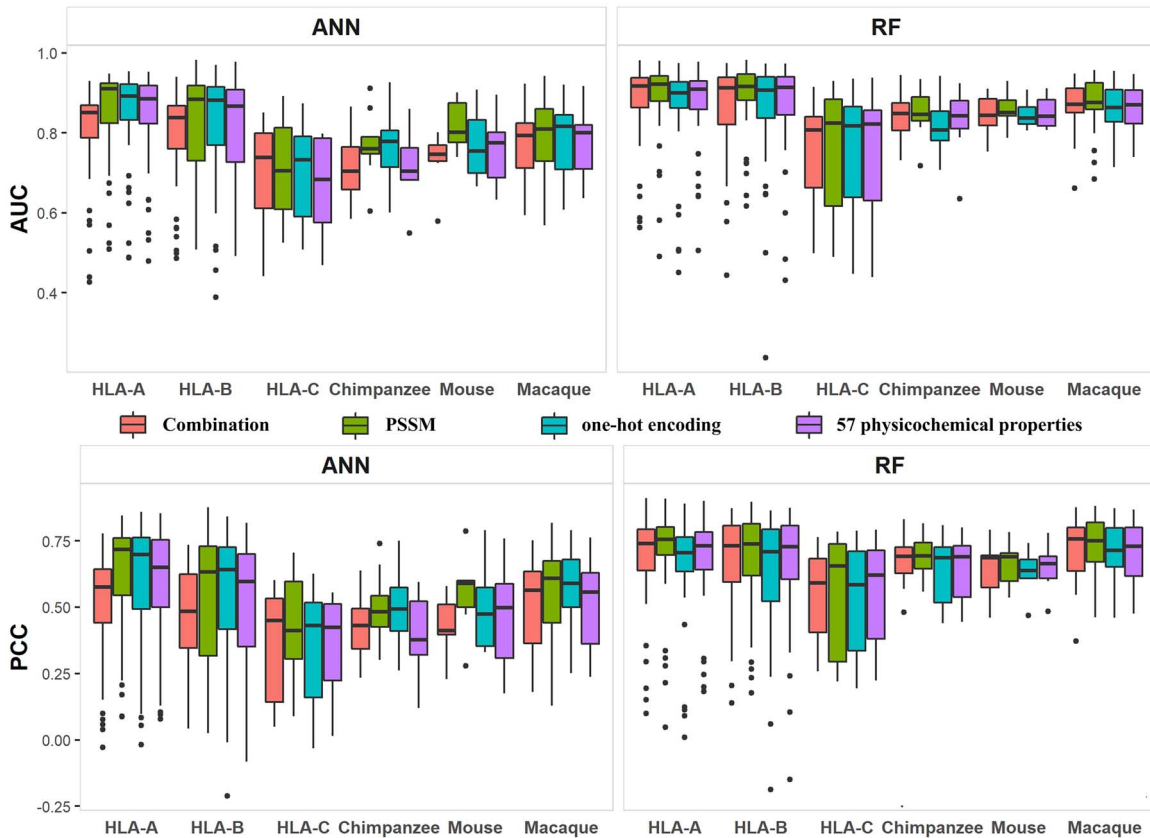 ANN RF
1.0
0.8
0.6
0.4
AUC
HLA-A HLA-B HLA-C Chimpanzee Mouse Macaque HLA-A HLA-B HLA-C Chimpanzee Mouse Macaque
Combination PSSM one-hot encoding 57 physicochemical properties
ANN RF
0.75
0.50
0.25
0.00
-0.25
PCC
HLA-A HLA-B HLA-C Chimpanzee Mouse Macaque HLA-A HLA-B HLA-C Chimpanzee Mouse Macaque